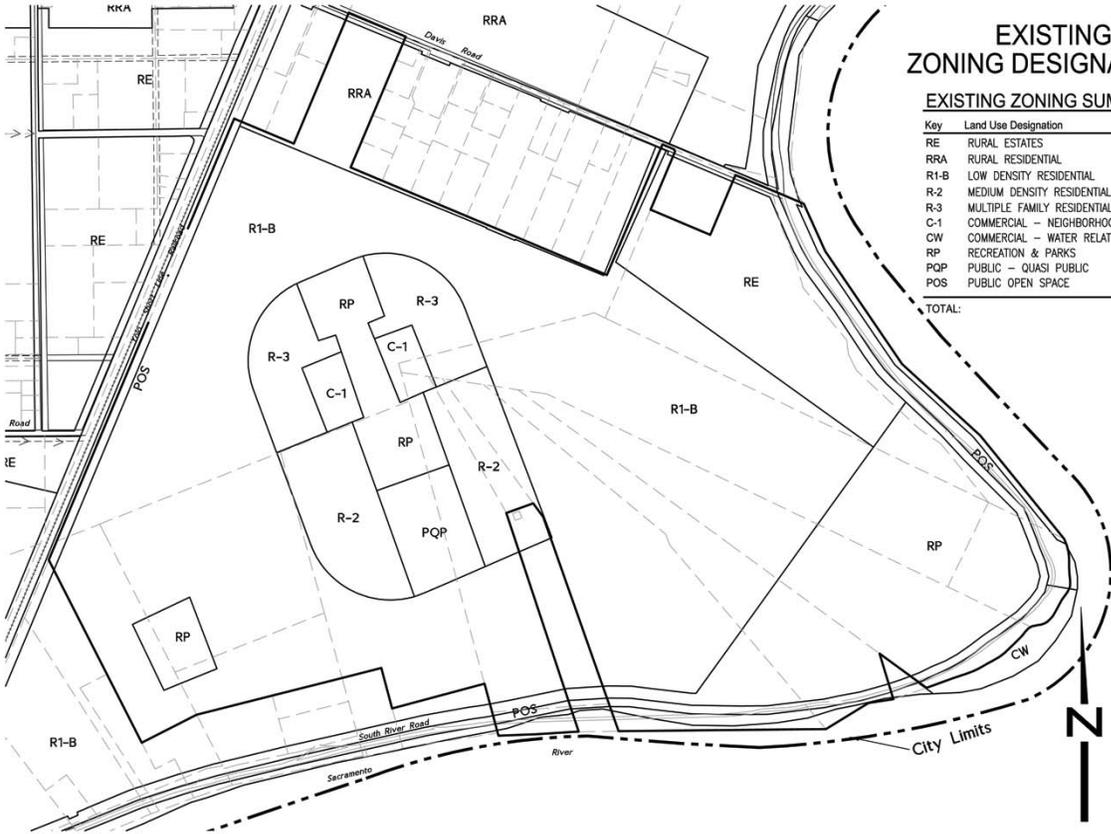 RRA
RRA
Davis Road
EXISTING
ZONING DESIGNA
EXISTING ZONING SUM
Key Land Use Designation
RE RURAL ESTATES
RRA RURAL RESIDENTIAL
R1-B LOW DENSITY RESIDENTIAL
R-2 MEDIUM DENSITY RESIDENTIAL
R-3 MULTIPLE FAMILY RESIDENTIAL
C-1 COMMERCIAL - NEIGHBORHOO
CW COMMERCIAL - WATER RELAT
RP RECREATION & PARKS
PQP PUBLIC - QUASI PUBLIC
POS PUBLIC OPEN SPACE
TOTAL:
RE
RRA
R1-B
RE
RE
RP
R-3
C-1
R-3
C-1
POS
R1-B
Road
RE
RP
R-2
POS
R-2
PQP
RP
RP
CW
POS
South River Road
R1-B
City Limits
River
Sacramento
N